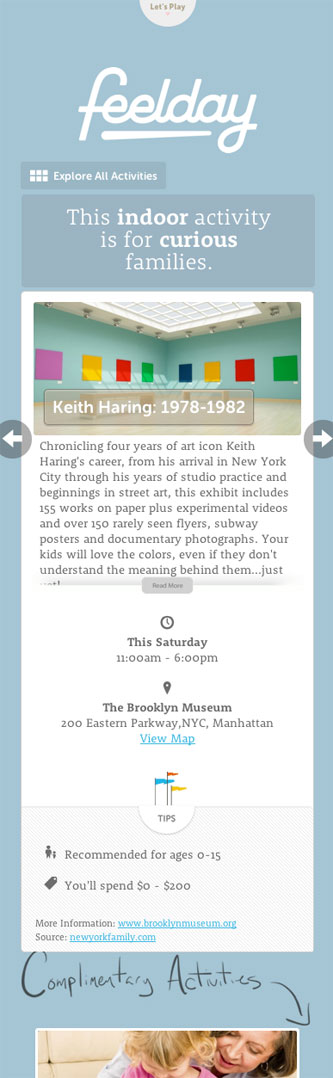 Let's Play
feelday
Explore All Activities
This indoor activity
is for curious
families.
Keith Haring: 1978-1982
Chronicling four years of art icon Keith
Haring's career, from his arrival in New York
City through his years of studio practice and
beginnings in street art, this exhibit includes
155 works on paper plus experimental videos
and over 150 rarely seen flyers, subway
posters and documentary photographs. Your
kids will love the colors, even if they don't
understand the meaning behind them...just
yet!
Read More
This Saturday
11:00am - 6:00pm
The Brooklyn Museum
200 Eastern Parkway,NYC, Manhattan
View Map
TIPS
Recommended for ages 0-15
You'll spend $0 - $200
More Information: www.brooklynmuseum.org
Source: newyorkfamily.com
Complimentary Activities